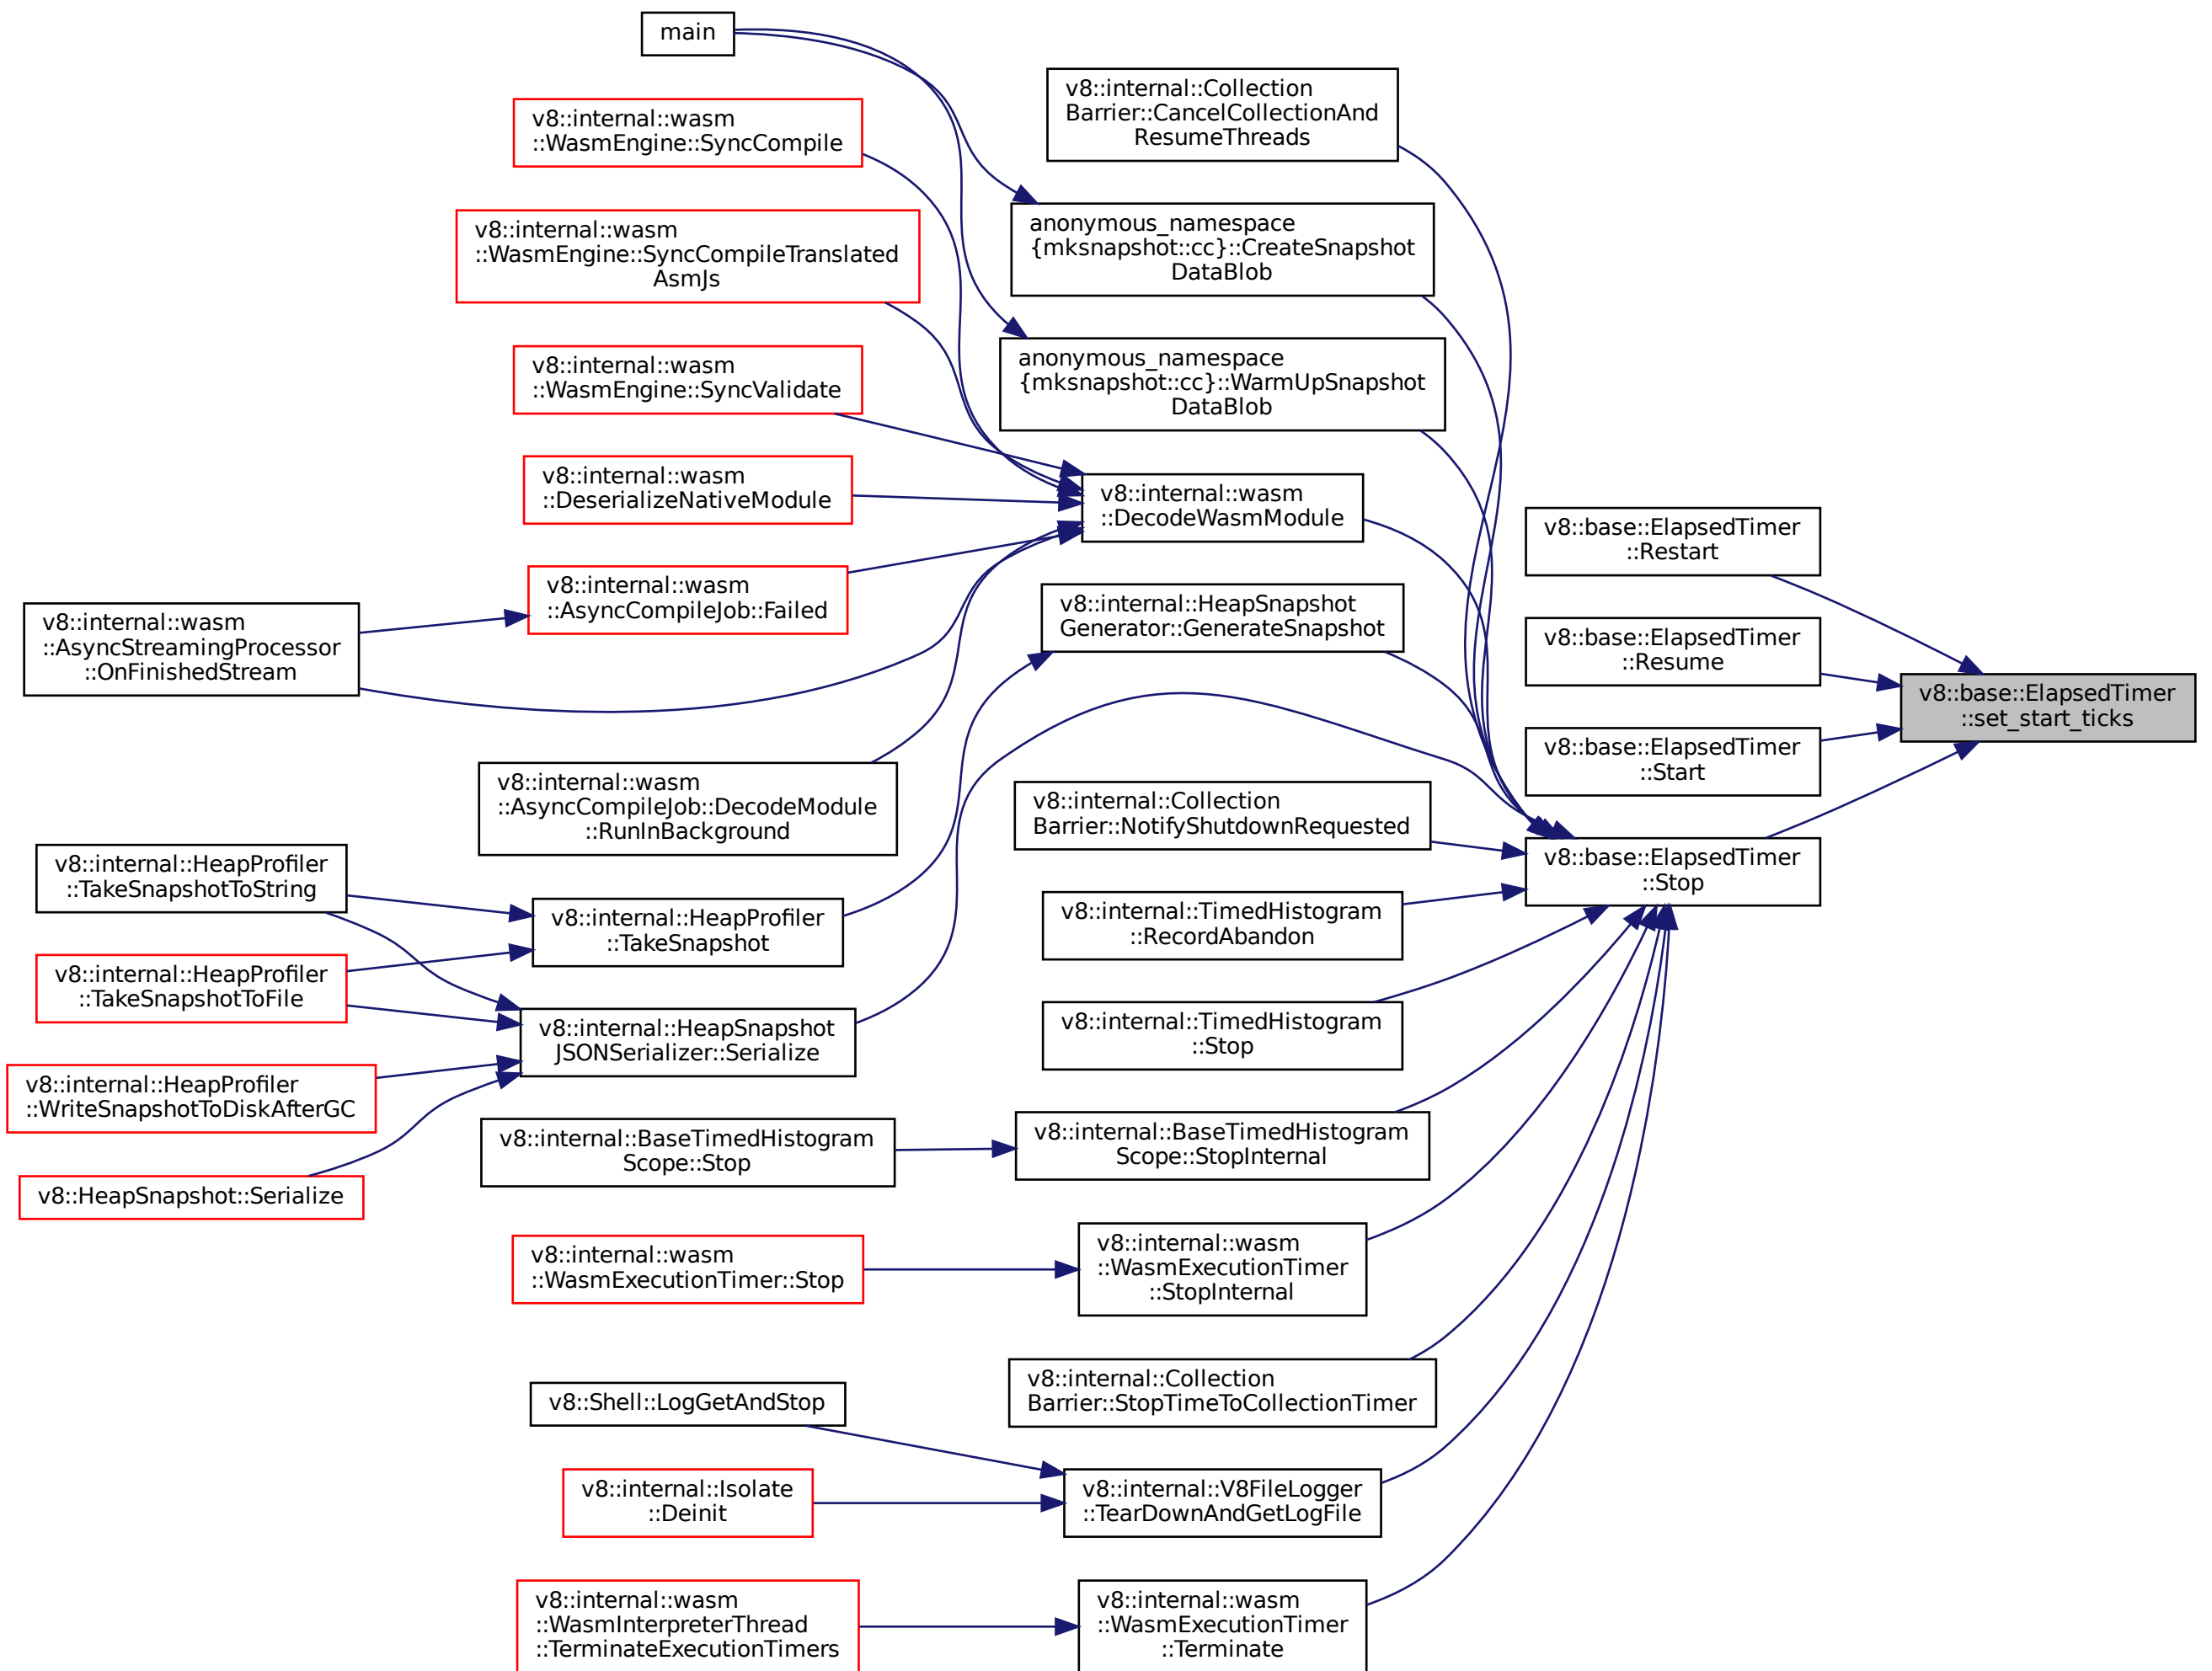 main
v8::internal::Collection
Barrier::CancelCollectionAnd
ResumeThreads
v8::internal::wasm
::WasmEngine::SyncCompile
anonymous_namespace
{mksnapshot::cc}::CreateSnapshot
DataBlob
v8::internal::wasm
::WasmEngine::SyncCompileTranslated
AsmJs
v8::internal::wasm
::WasmEngine::SyncValidate
anonymous_namespace
{mksnapshot::cc}::WarmUpSnapshot
DataBlob
v8::internal::wasm
::DeserializeNativeModule
v8::internal::wasm
::DecodeWasmModule
v8::base::ElapsedTimer
::Restart
v8::internal::wasm
::AsyncCompileJob::Failed
v8::internal::HeapSnapshot
Generator::GenerateSnapshot
v8::base::ElapsedTimer
::Resume
v8::internal::wasm
::AsyncStreamingProcessor
::OnFinishedStream
v8::base::ElapsedTimer
::set_start_ticks
v8::base::ElapsedTimer
::Start
v8::internal::wasm
::AsyncCompileJob::DecodeModule
::RunInBackground
v8::internal::Collection
Barrier::NotifyShutdownRequested
v8::base::ElapsedTimer
::Stop
v8::internal::HeapProfiler
::TakeSnapshotToString
v8::internal::HeapProfiler
::TakeSnapshot
v8::internal::TimedHistogram
::RecordAbandon
v8::internal::HeapProfiler
::TakeSnapshotToFile
v8::internal::HeapSnapshot
JSONSerializer::Serialize
v8::internal::TimedHistogram
::Stop
v8::internal::HeapProfiler
::WriteSnapshotToDiskAfterGC
v8::internal::BaseTimedHistogram
Scope::Stop
v8::internal::BaseTimedHistogram
Scope::StopInternal
v8::HeapSnapshot::Serialize
v8::internal::wasm
::WasmExecutionTimer::Stop
v8::internal::wasm
::WasmExecutionTimer
::StopInternal
v8::internal::Collection
Barrier::StopTimeToCollectionTimer
v8::Shell::LogGetAndStop
v8::internal::Isolate
::Deinit
v8::internal::V8FileLogger
::TearDownAndGetLogFile
v8::internal::wasm
::WasmInterpreterThread
::TerminateExecutionTimers
v8::internal::wasm
::WasmExecutionTimer
::Terminate